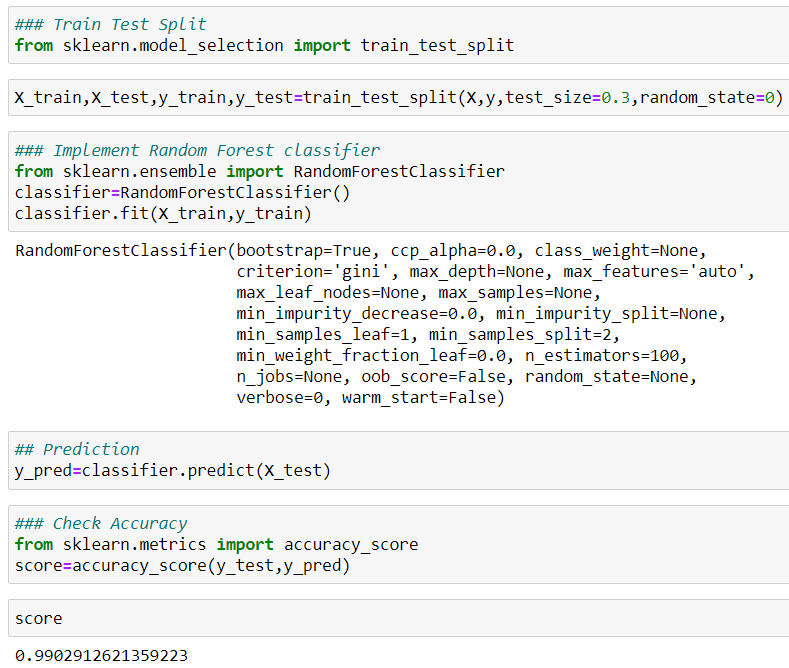 ### Train Test Split
from sklearn.model_selection import train_test_split
X_train,X_test,y_train,y_test=train_test_split(X,y,test_size=0.3,random_state=0)
### Implement Random Forest classifier
from sklearn.ensemble import RandomForestClassifier
classifier=RandomForestClassifier()
classifier.fit(X_train,y_train)
RandomForestClassifier(bootstrap=True, ccp_alpha=0.0, class_weight=None,
                       criterion='gini', max_depth=None, max_features='auto',
                       max_leaf_nodes=None, max_samples=None,
                       min_impurity_decrease=0.0, min_impurity_split=None,
                       min_samples_leaf=1, min_samples_split=2,
                       min_weight_fraction_leaf=0.0, n_estimators=100,
                       n_jobs=None, oob_score=False, random_state=None,
                       verbose=0, warm_start=False)
## Prediction
y_pred=classifier.predict(X_test)
### Check Accuracy
from sklearn.metrics import accuracy_score
score=accuracy_score(y_test,y_pred)
score
0.9902912621359223